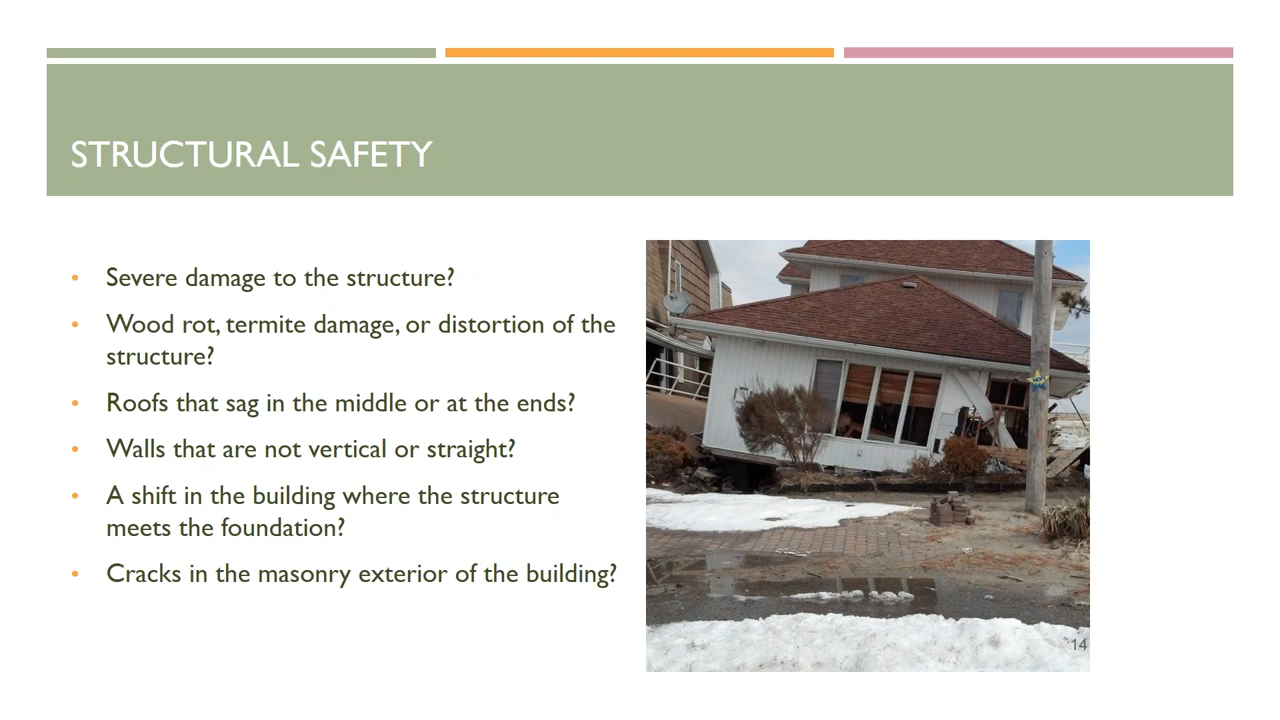 STRUCTURAL SAFETY
• Severe damage to the structure?
• Wood rot, termite damage, or distortion of the
structure?
• Roofs that sag in the middle or at the ends?
• Walls that are not vertical or straight?
• A shift in the building where the structure
meets the foundation?
• Cracks in the masonry exterior of the building?
14